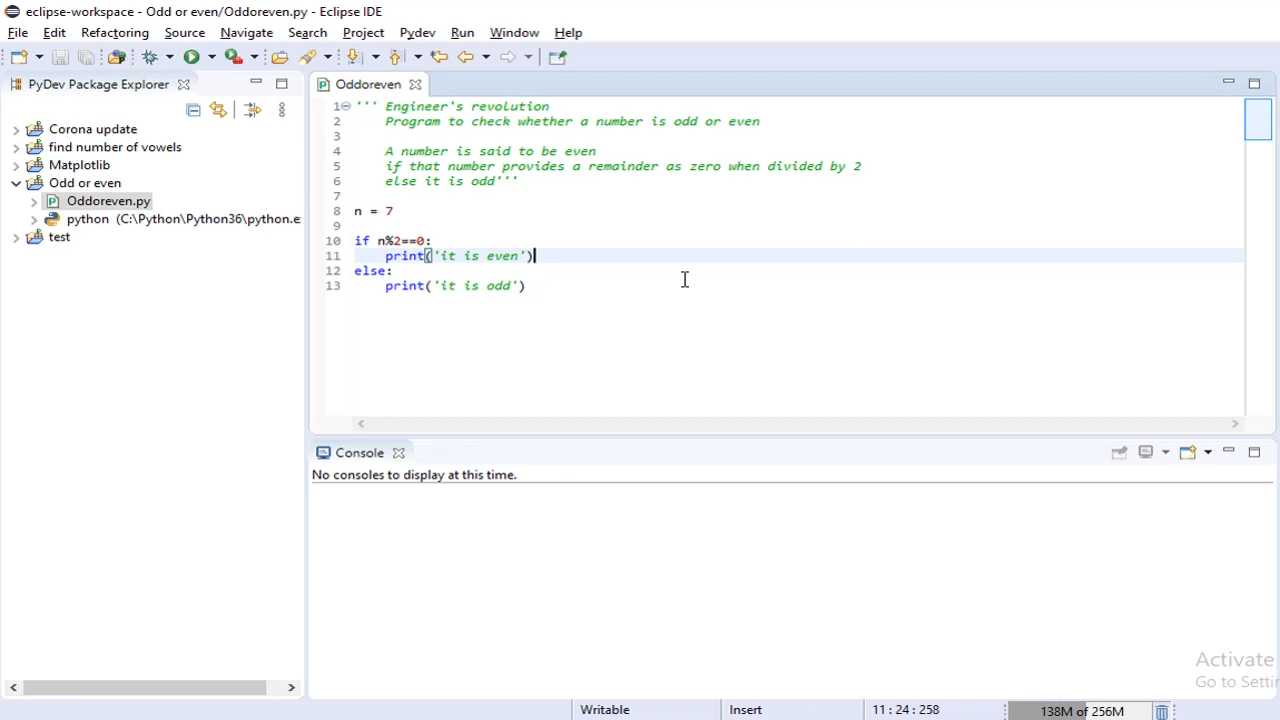 eclipse-workspace - Odd or even/Oddoreven.py - Eclipse IDE
File Edit Refactoring Source Navigate Search Project Pydev Run Window Help
PyDev Package Explorer
Corona update
find number of vowels
Matplotlib
Odd or even
Oddoreven.py
python (C:\Python\Python36\python.e
test
Oddoreven
1 ''' Engineer's revolution
2 Program to check whether a number is odd or even
3
4 A number is said to be even
5 if that number provides a remainder as zero when divided by 2
6 else it is odd'''
7
8 n = 7
9
10 if n%2==0:
11 print('it is even')
12 else:
13 print('it is odd')
Console
No consoles to display at this time.
Activate
Go to Setti
Writable Insert 11 : 24 : 258 138M of 256M